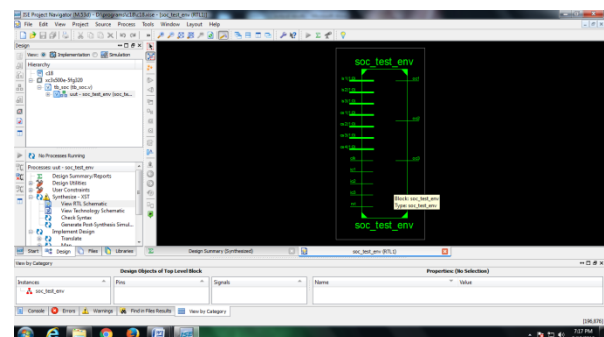 ISE Project Navigator (M.53d) - D:\programs\c18\c18.xise - [soc_test_env (RTL1)]
File Edit View Project Source Process Tools Window Layout Help
Design
View: Implementation Simulation
Hierarchy
c18
xc3s500e-5fg320
tb_soc (tb_soc.v)
uut - soc_test_env (soc_te...
No Processes Running
Processes: uut - soc_test_env
Design Summary/Reports
Design Utilities
User Constraints
Synthesize - XST
View RTL Schematic
View Technology Schematic
Check Syntax
Generate Post-Synthesis Simul...
Implement Design
Translate
Map
soc_test_env
Block: soc_test_env
Type: soc_test_env
soc_test_env
Start Design Files Libraries
Design Summary (Synthesized)
soc_test_env (RTL1)
View by Category
Design Objects of Top Level Block
Properties: (No Selection)
Instances Pins Signals Name Value
soc_test_env
Console Errors Warnings Find in Files Results View by Category
7:17 PM